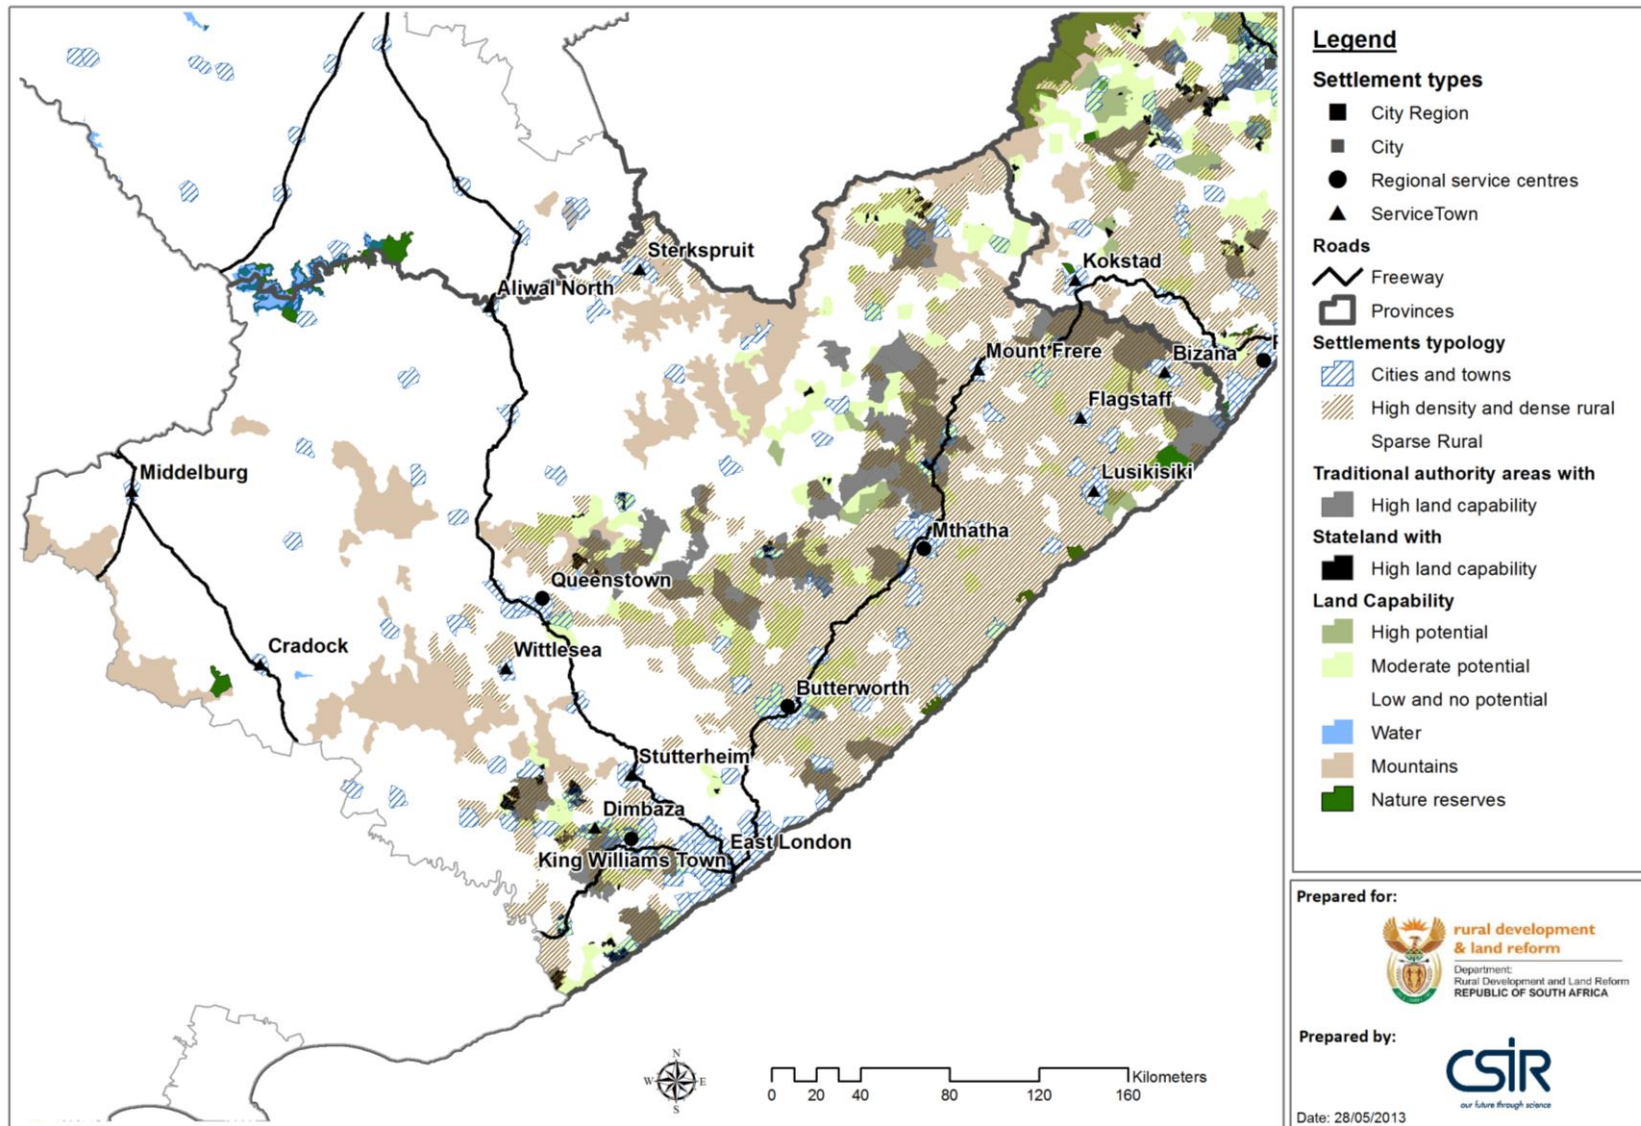 Sterkspruit
Kokstad
Aliwal North
Mount Frere
Bizana
Flagstaff
Middelburg
Lusikisiki
Mthatha
Queenstown
Cradock
Wittlesea
Butterworth
Stutterheim
Dimbaza
East London
King Williams Town
N
W
E
S
Kilometers
0 20 40 80 120 160
Legend
Settlement types
City Region
City
Regional service centres
ServiceTown
Roads
Freeway
Provinces
Settlements typology
Cities and towns
High density and dense rural
Sparse Rural
Traditional authority areas with
High land capability
Stateland with
High land capability
Land Capability
High potential
Moderate potential
Low and no potential
Water
Mountains
Nature reserves
Prepared for:
rural development
& land reform
Department:
Rural Development and Land Reform
REPUBLIC OF SOUTH AFRICA
Prepared by:
CSIR
our future through science
Date: 28/05/2013